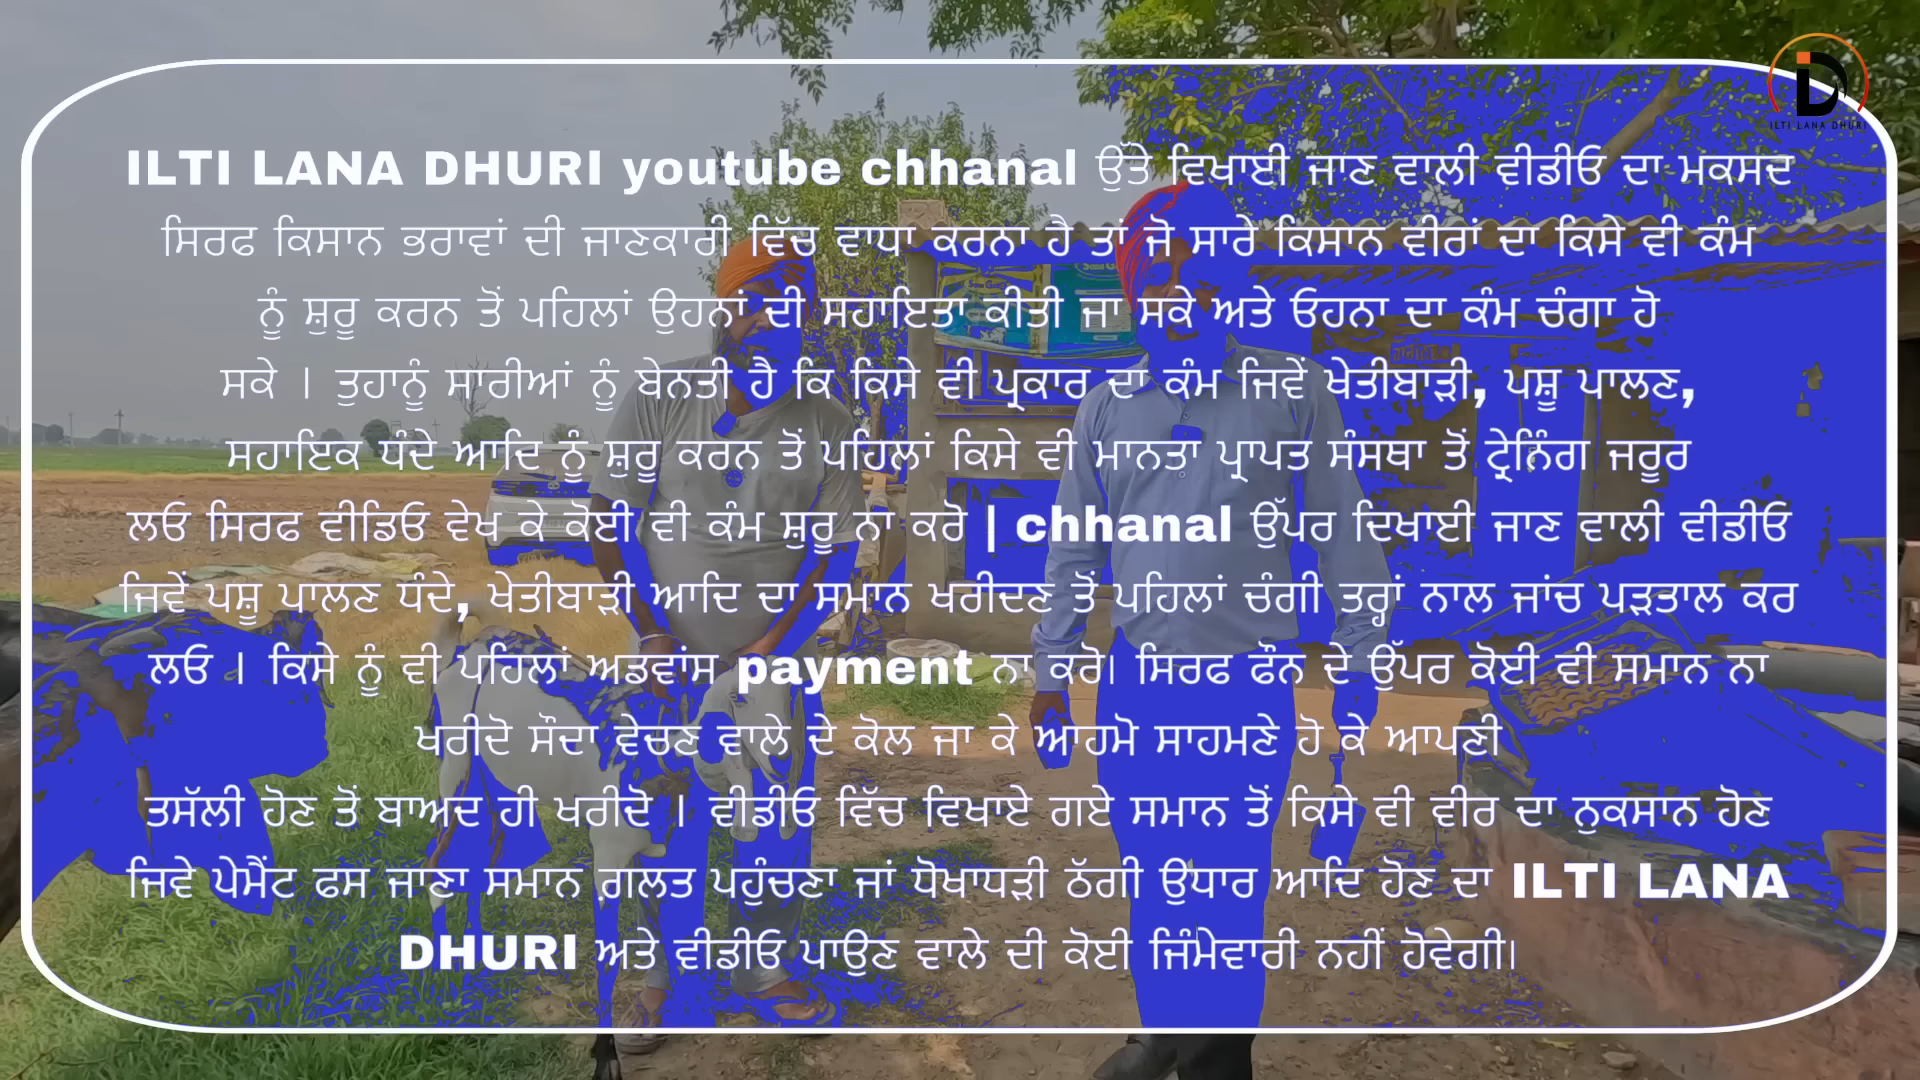 ILTI LANA DHURI
ILTI LANA DHURI youtube chhanal ਉੱਤੇ ਵਿਖਾਈ ਜਾਣ ਵਾਲੀ ਵੀਡੀਓ ਦਾ ਮਕਸਦ
ਸਿਰਫ ਕਿਸਾਨ ਭਰਾਵਾਂ ਦੀ ਜਾਣਕਾਰੀ ਵਿੱਚ ਵਾਧਾ ਕਰਨਾ ਹੈ ਤਾਂ ਜੋ ਸਾਰੇ ਕਿਸਾਨ ਵੀਰਾਂ ਦਾ ਕਿਸੇ ਵੀ ਕੰਮ
ਨੂੰ ਸ਼ੁਰੂ ਕਰਨ ਤੋਂ ਪਹਿਲਾਂ ਉਹਨਾਂ ਦੀ ਸਹਾਇਤਾ ਕੀਤੀ ਜਾ ਸਕੇ ਅਤੇ ਓਹਨਾ ਦਾ ਕੰਮ ਚੰਗਾ ਹੋ
ਸਕੇ । ਤੁਹਾਨੂੰ ਸਾਰੀਆਂ ਨੂੰ ਬੇਨਤੀ ਹੈ ਕਿ ਕਿਸੇ ਵੀ ਪ੍ਰਕਾਰ ਦਾ ਕੰਮ ਜਿਵੇਂ ਖੇਤੀਬਾੜੀ, ਪਸ਼ੂ ਪਾਲਣ,
ਸਹਾਇਕ ਧੰਦੇ ਆਦਿ ਨੂੰ ਸ਼ੁਰੂ ਕਰਨ ਤੋਂ ਪਹਿਲਾਂ ਕਿਸੇ ਵੀ ਮਾਨਤਾ ਪ੍ਰਾਪਤ ਸੰਸਥਾ ਤੋਂ ਟ੍ਰੇਨਿੰਗ ਜਰੂਰ
ਲਓ ਸਿਰਫ ਵੀਡਿਓ ਵੇਖ ਕੇ ਕੋਈ ਵੀ ਕੰਮ ਸ਼ੁਰੂ ਨਾ ਕਰੋ | chhanal ਉੱਪਰ ਦਿਖਾਈ ਜਾਣ ਵਾਲੀ ਵੀਡੀਓ
ਜਿਵੇਂ ਪਸ਼ੂ ਪਾਲਣ ਧੰਦੇ, ਖੇਤੀਬਾੜੀ ਆਦਿ ਦਾ ਸਮਾਨ ਖਰੀਦਣ ਤੋਂ ਪਹਿਲਾਂ ਚੰਗੀ ਤਰ੍ਹਾਂ ਨਾਲ ਜਾਂਚ ਪੜਤਾਲ ਕਰ
ਲਓ । ਕਿਸੇ ਨੂੰ ਵੀ ਪਹਿਲਾਂ ਅਡਵਾਂਸ payment ਨਾ ਕਰੋ। ਸਿਰਫ ਫੌਨ ਦੇ ਉੱਪਰ ਕੋਈ ਵੀ ਸਮਾਨ ਨਾ
ਖਰੀਦੋ ਸੌਦਾ ਵੇਚਣ ਵਾਲੇ ਦੇ ਕੋਲ ਜਾ ਕੇ ਆਹਮੋ ਸਾਹਮਣੇ ਹੋ ਕੇ ਆਪਣੀ
ਤਸੱਲੀ ਹੋਣ ਤੋਂ ਬਾਅਦ ਹੀ ਖਰੀਦੋ । ਵੀਡੀਓ ਵਿੱਚ ਵਿਖਾਏ ਗਏ ਸਮਾਨ ਤੋਂ ਕਿਸੇ ਵੀ ਵੀਰ ਦਾ ਨੁਕਸਾਨ ਹੋਣ
ਜਿਵੇ ਪੇਮੈਂਟ ਫਸ ਜਾਣਾ ਸਮਾਨ ਗ਼ਲਤ ਪਹੁੰਚਣਾ ਜਾਂ ਧੋਖਾਧੜੀ ਠੱਗੀ ਉਧਾਰ ਆਦਿ ਹੋਣ ਦਾ ILTI LANA
DHURI ਅਤੇ ਵੀਡੀਓ ਪਾਉਣ ਵਾਲੇ ਦੀ ਕੋਈ ਜਿੰਮੇਵਾਰੀ ਨਹੀਂ ਹੋਵੇਗੀ।